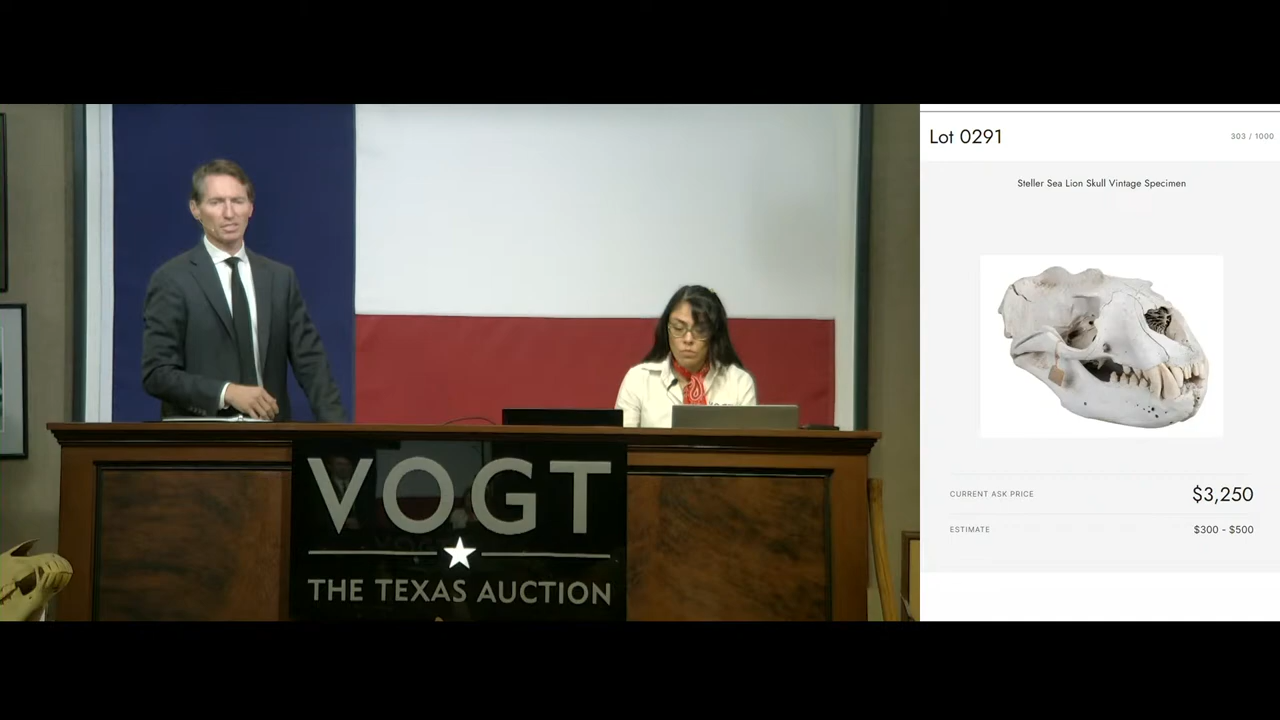 VOGT
THE TEXAS AUCTION
Lot 0291
303 / 1000
Steller Sea Lion Skull Vintage Specimen
CURRENT ASK PRICE
$3,250
ESTIMATE
$300 - $500